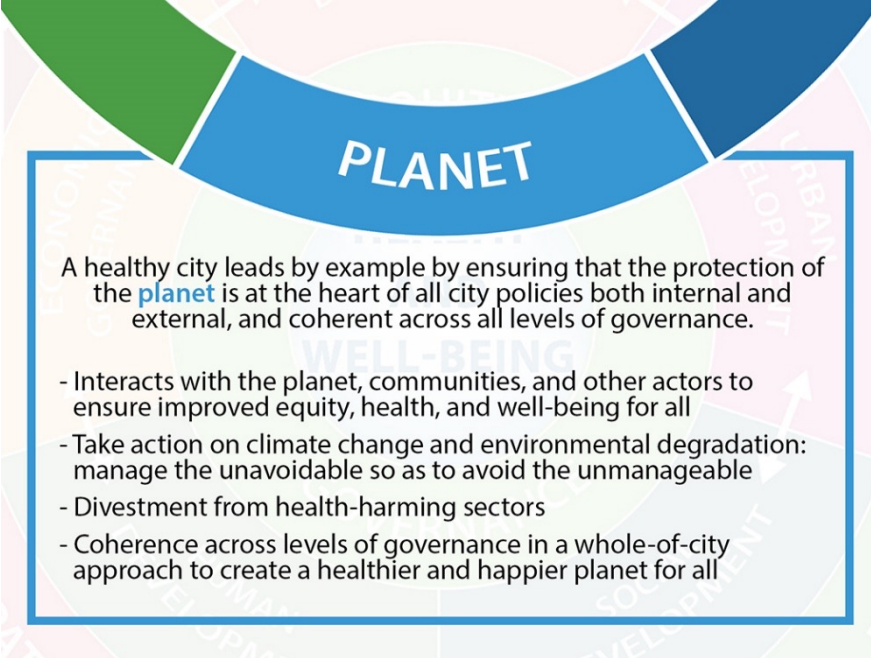 PLANET
A healthy city leads by example by ensuring that the protection of
the planet is at the heart of all city policies both internal and
external, and coherent across all levels of governance.
WELL-BEING
- Interacts with the planet, communities, and other actors to
ensure improved equity, health, and well-being for all
- Take action on climate change and environmental degradation:
manage the unavoidable so as to avoid the unmanageable
- Divestment from health-harming sectors
- Coherence across levels of governance in a whole-of-city
approach to create a healthier and happier planet for all